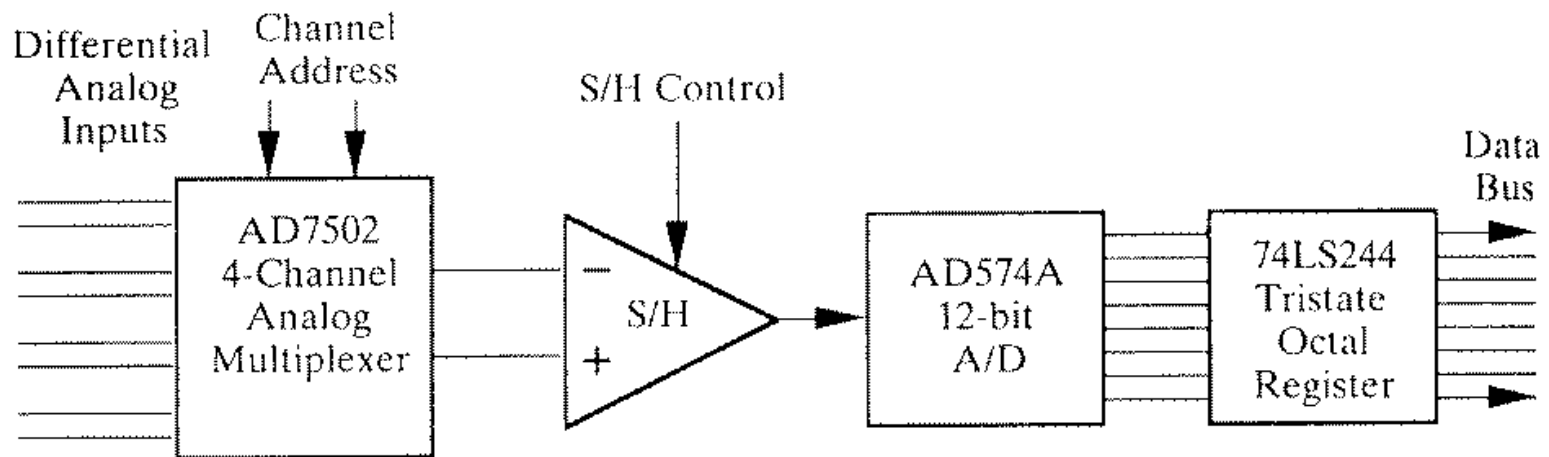 Differential
Analog
Inputs
Channel
Address
S/H Control
Data
Bus
AD7502
4-Channel
Analog
Multiplexer
−
S/H
+
AD574A
12-bit
A/D
74LS244
Tristate
Octal
Register